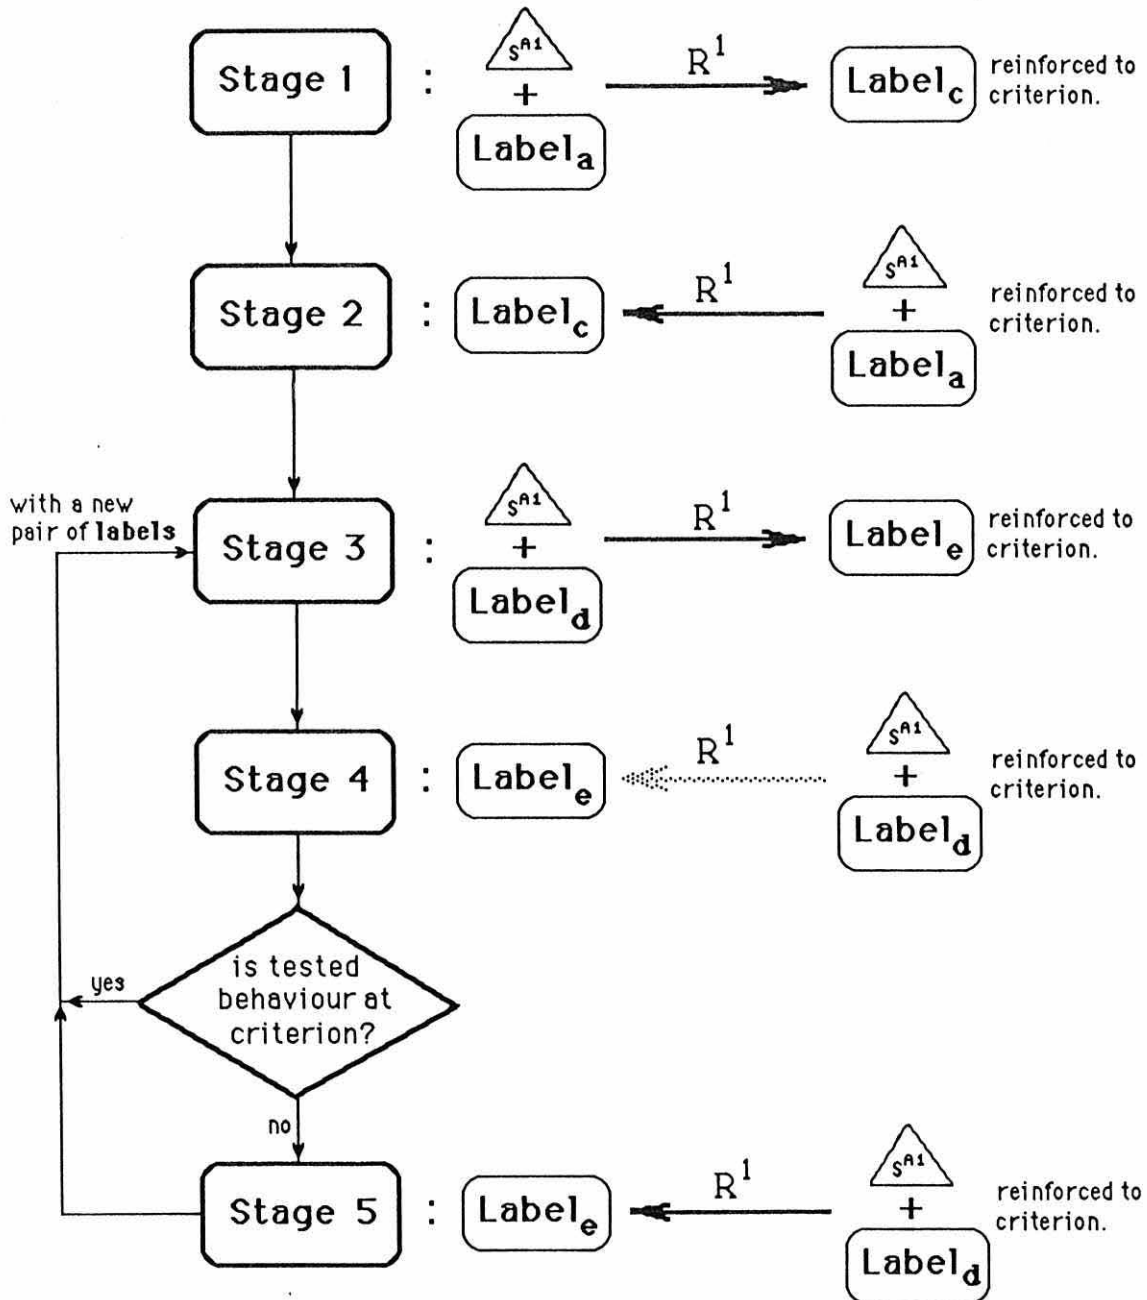 Stage 1
:
S^A1
+
Label_a
R^1
Label_c
reinforced to
criterion.
Stage 2
:
Label_c
R^1
S^A1
+
Label_a
reinforced to
criterion.
with a new
pair of labels
Stage 3
:
S^A1
+
Label_d
R^1
Label_e
reinforced to
criterion.
Stage 4
:
Label_e
R^1
S^A1
+
Label_d
reinforced to
criterion.
is tested
behaviour at
criterion?
yes
no
Stage 5
:
Label_e
R^1
S^A1
+
Label_d
reinforced to
criterion.